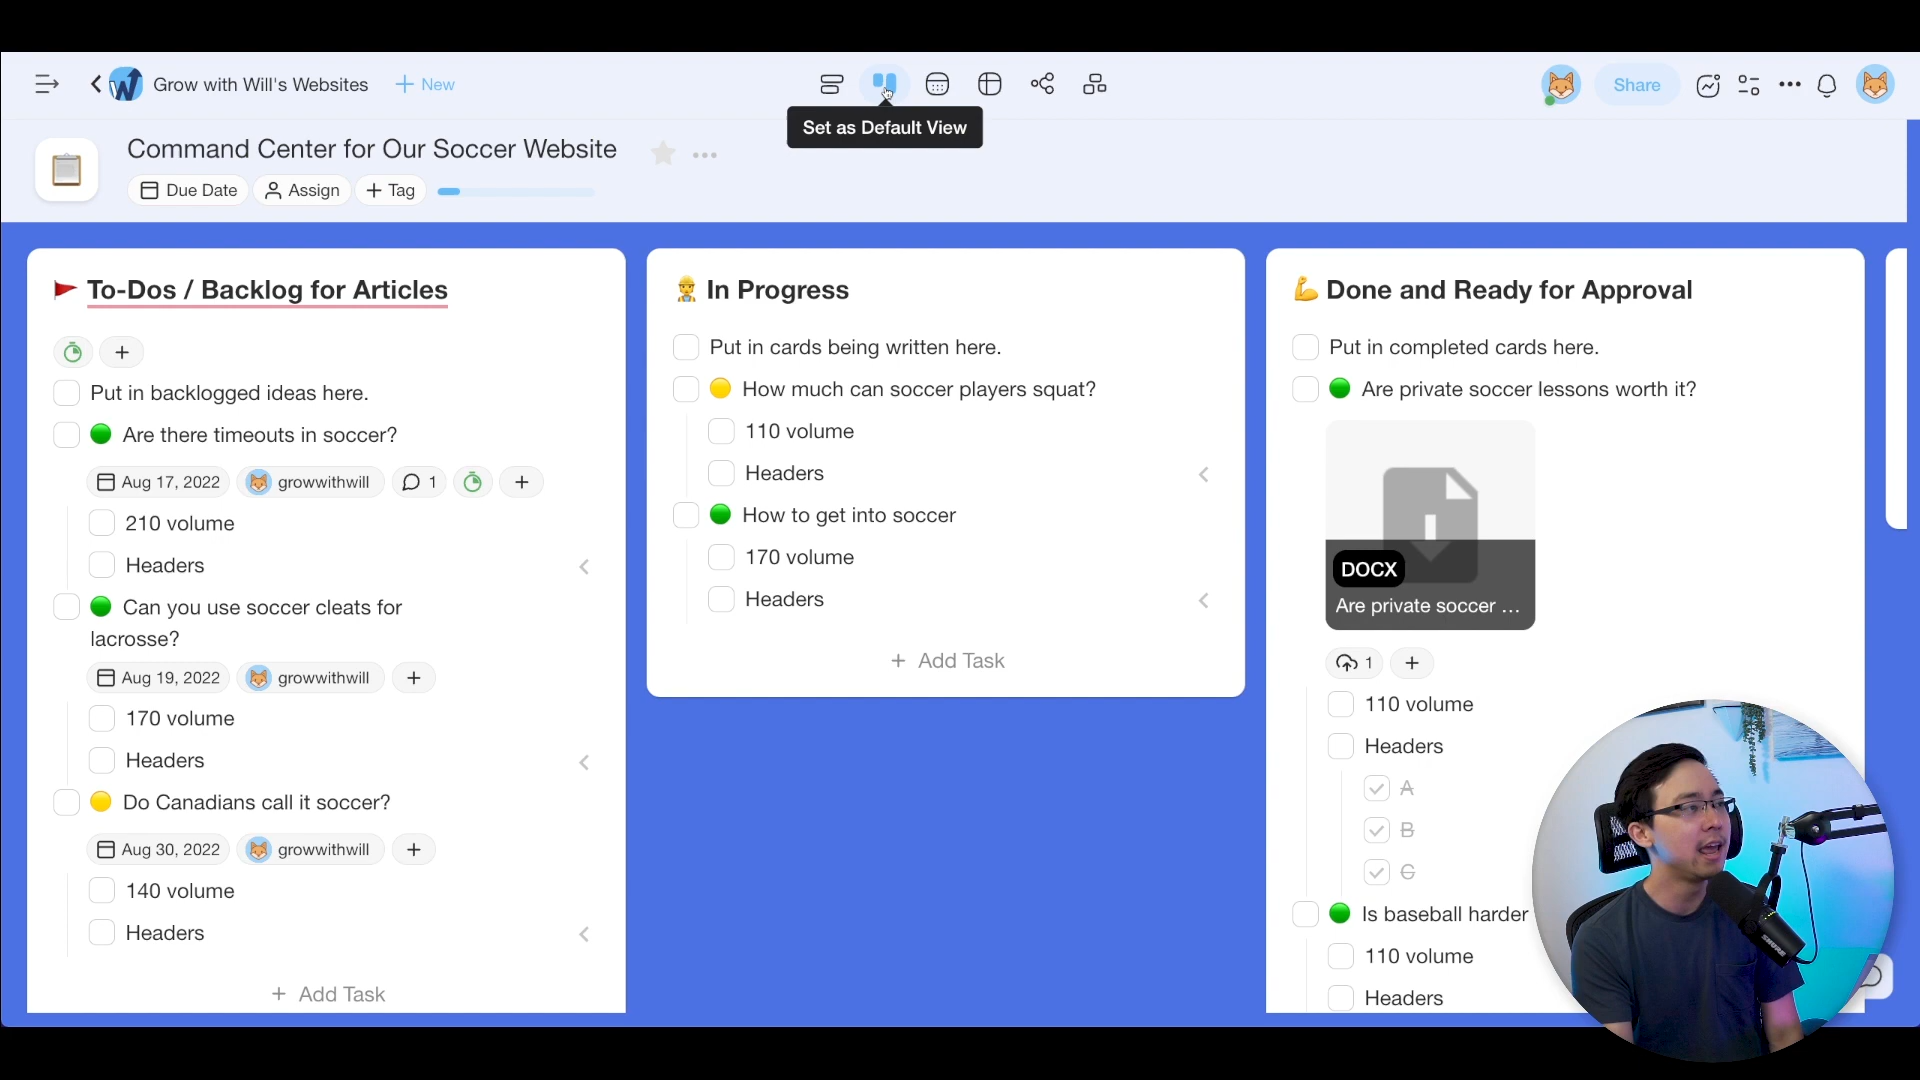 Grow with Will's Websites
+ New
Share
Set as Default View
Command Center for Our Soccer Website
Due Date
Assign
+ Tag
To-Dos / Backlog for Articles
+
Put in backlogged ideas here.
Are there timeouts in soccer?
Aug 17, 2022
growwithwill
1
+
210 volume
Headers
Can you use soccer cleats for
lacrosse?
Aug 19, 2022
growwithwill
+
170 volume
Headers
Do Canadians call it soccer?
Aug 30, 2022
growwithwill
+
140 volume
Headers
+ Add Task
In Progress
Put in cards being written here.
How much can soccer players squat?
110 volume
Headers
How to get into soccer
170 volume
Headers
+ Add Task
Done and Ready for Approval
Put in completed cards here.
Are private soccer lessons worth it?
DOCX
Are private soccer ...
1
+
110 volume
Headers
A
B
C
Is baseball harder
110 volume
Headers
SHURE